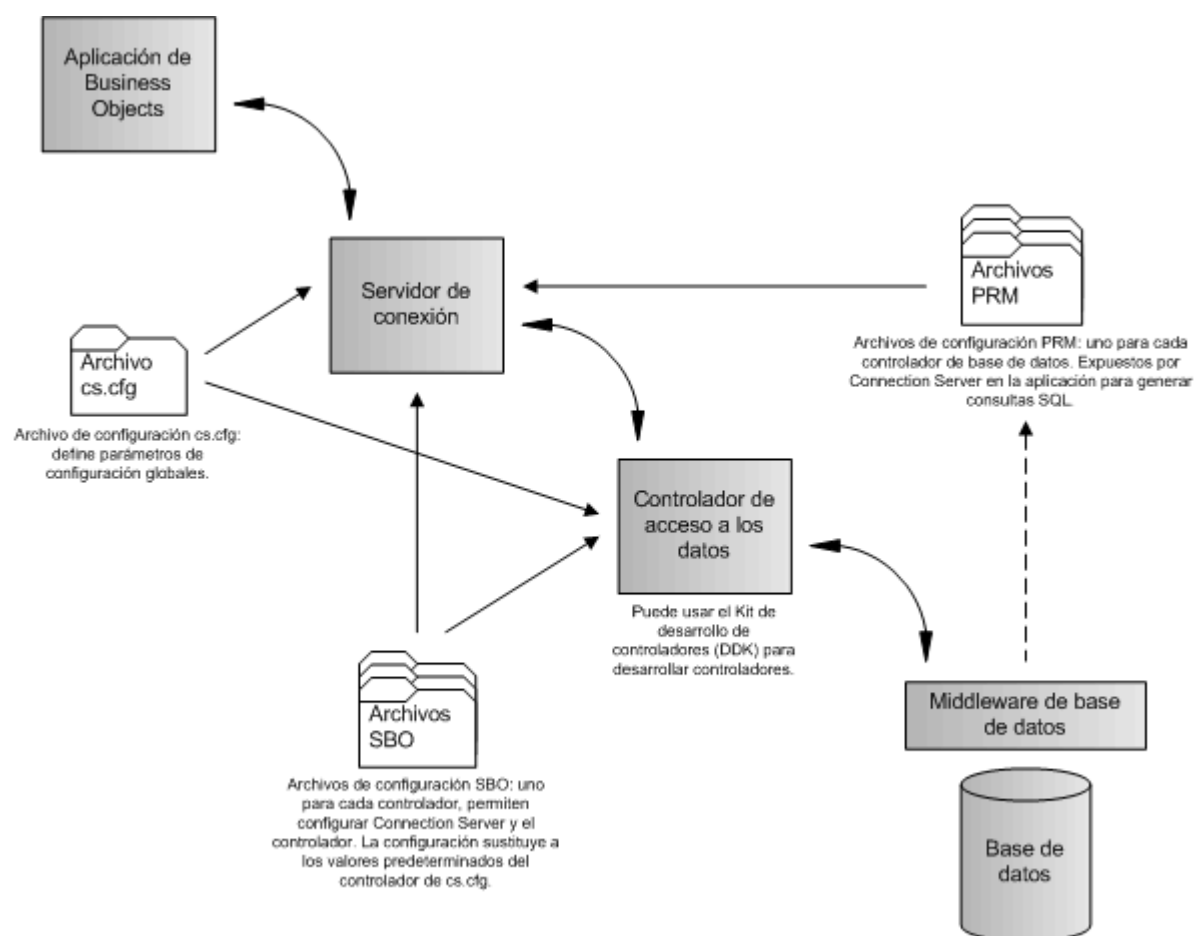 Aplicación de
Business
Objects
Servidor de
conexión
Archivos
PRM
Archivos de configuración PRM: uno para cada
controlador de base de datos. Expuestos por
Connection Server en la aplicación para generar
consultas SQL.
Archivo
cs.cfg
Archivo de configuración cs.cfg:
define parámetros de
configuración globales.
Controlador de
acceso a los
datos
Puede usar el Kit de
desarrollo de
controladores (DDK) para
desarrollar controladores.
Archivos
SBO
Archivos de configuración SBO: uno
para cada controlador, permiten
configurar Connection Server y el
controlador. La configuración sustituye a
los valores predeterminados del
controlador de cs.cfg.
Middleware de base
de datos
Base de
datos